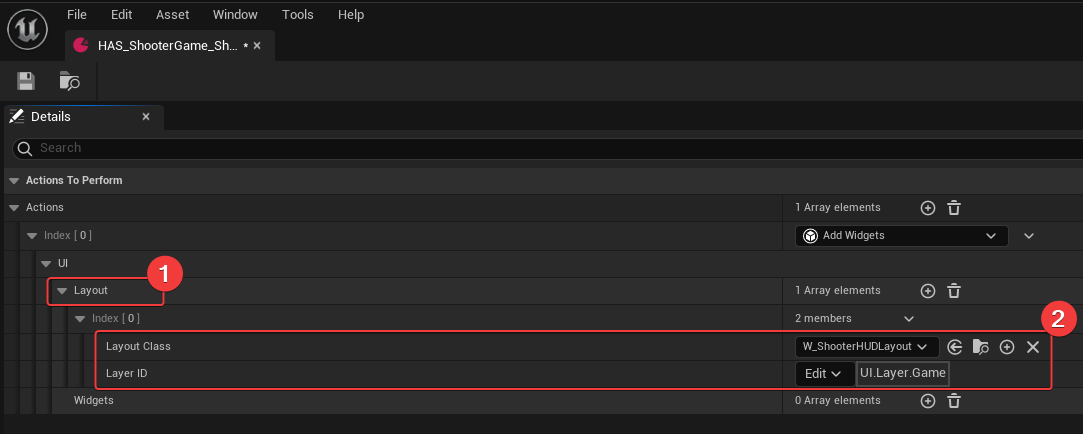 File Edit Asset Window Tools Help
HAS_ShooterGame_Sh... •
Details
Search
Actions To Perform
Actions 1 Array elements
Index [ 0 ] Add Widgets
UI
1
Layout 1 Array elements
Index [ 0 ] 2 members
2
Layout Class W_ShooterHUDLayout
Layer ID Edit UI.Layer.Game
Widgets 0 Array elements